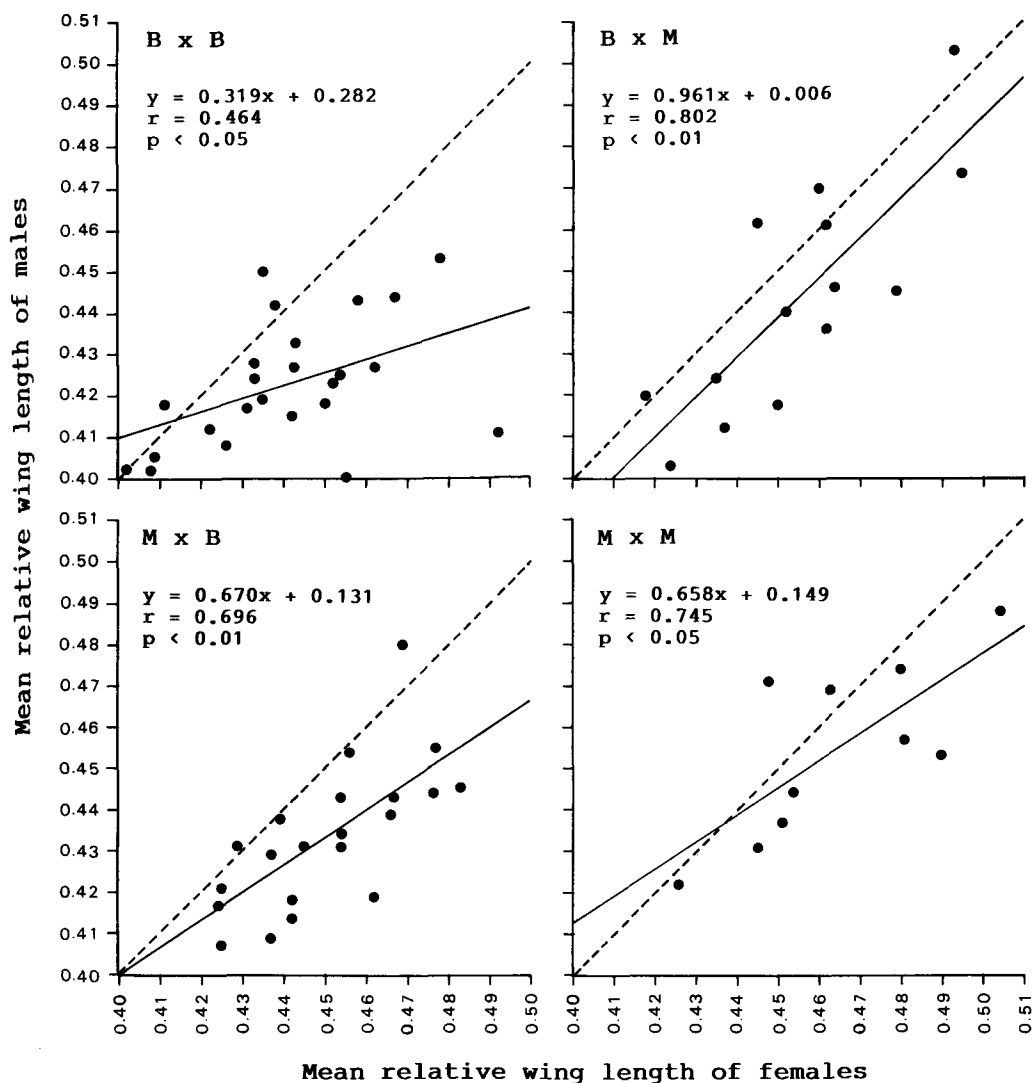 Mean relative wing length of males
0.51
0.50
0.49
0.48
0.47
0.46
0.45
0.44
0.43
0.42
0.41
0.40
B x B
y = 0.319x + 0.282
r = 0.464
p < 0.05
B x M
y = 0.961x + 0.006
r = 0.802
p < 0.01
0.51
0.50
0.49
0.48
0.47
0.46
0.45
0.44
0.43
0.42
0.41
0.40
M x B
y = 0.670x + 0.131
r = 0.696
p < 0.01
M x M
y = 0.658x + 0.149
r = 0.745
p < 0.05
0.40
0.41
0.42
0.43
0.44
0.45
0.46
0.47
0.48
0.49
0.50
0.40
0.41
0.42
0.43
0.44
0.45
0.46
0.47
0.48
0.49
0.50
0.51
Mean relative wing length of females